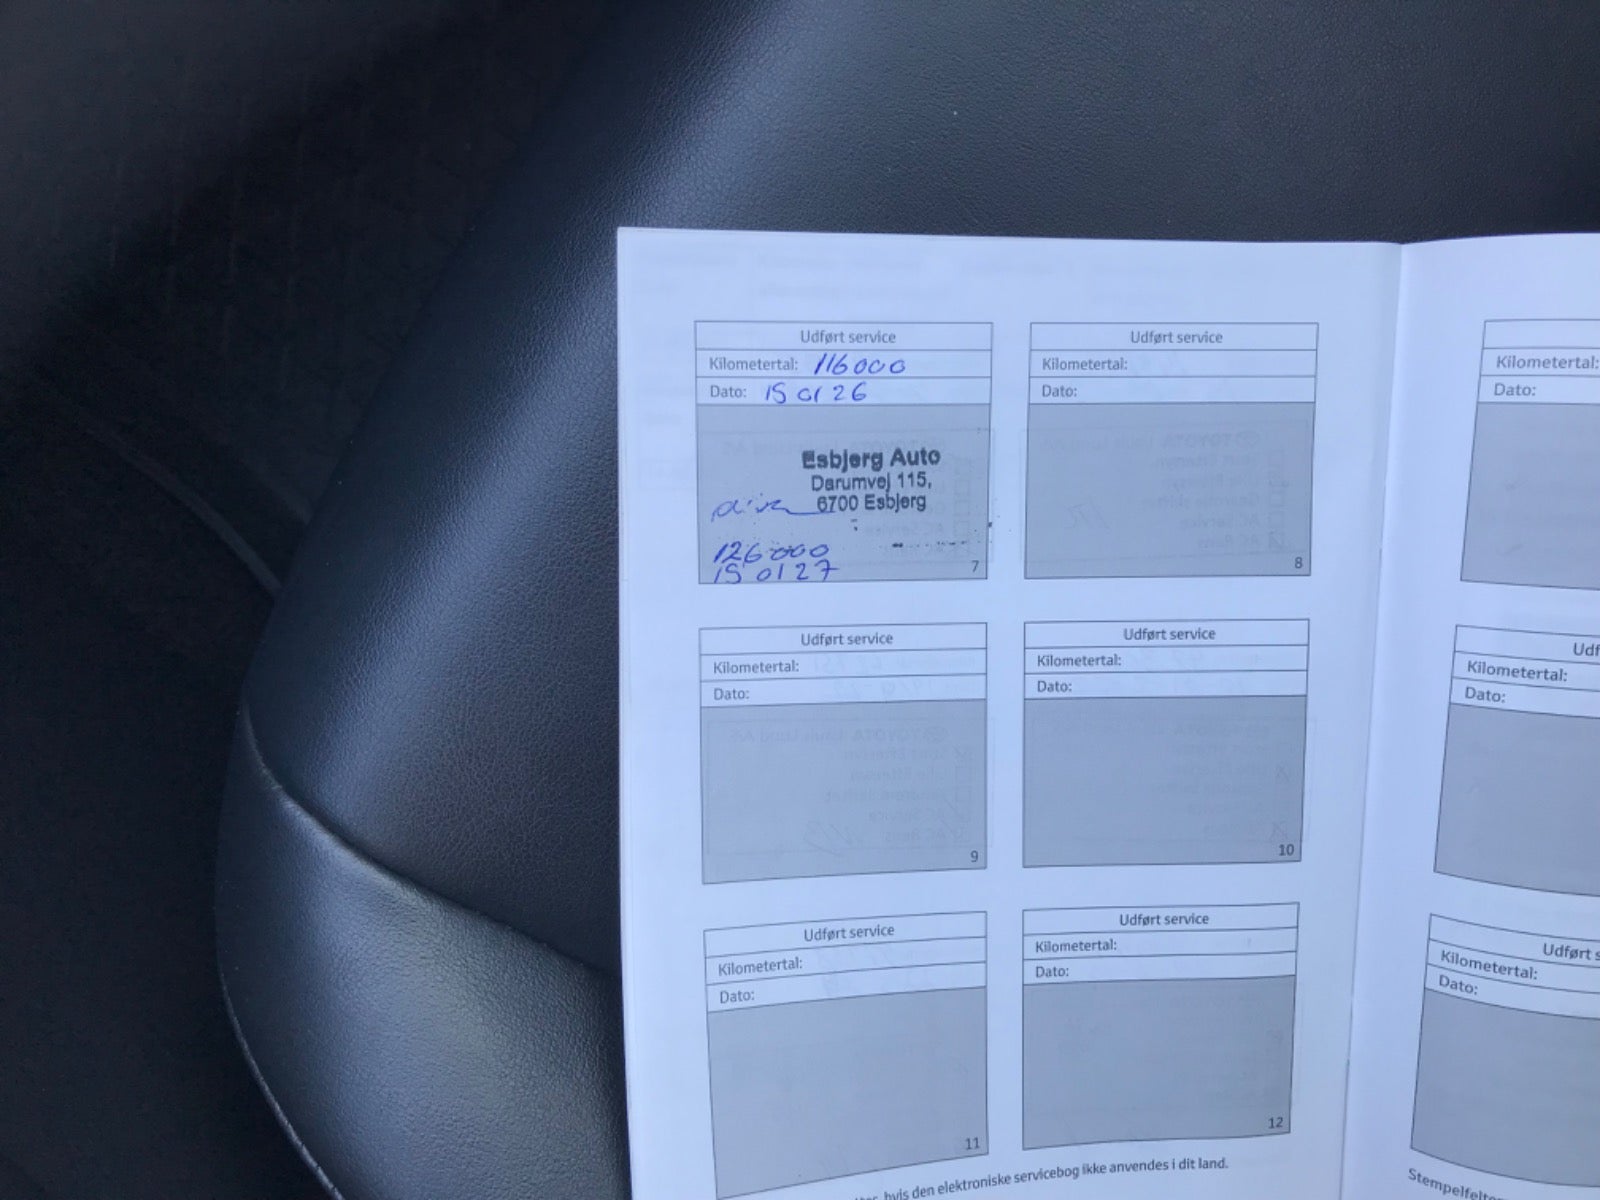 Udført service
Kilometertal: 116000
Dato: 15 01 26
Esbjerg Auto
Darumvej 115,
6700 Esbjerg
126000
15 01 27
7
Udført service
Kilometertal:
Dato:
8
Udført service
Kilometertal:
Dato:
9
Udført service
Kilometertal:
Dato:
10
Udført service
Kilometertal:
Dato:
11
Udført service
Kilometertal:
Dato:
12
hvis den elektroniske servicebog ikke anvendes i dit land.
Kilometertal:
Dato:
Kilometertal:
Dato:
Udført
Kilometertal:
Dato: